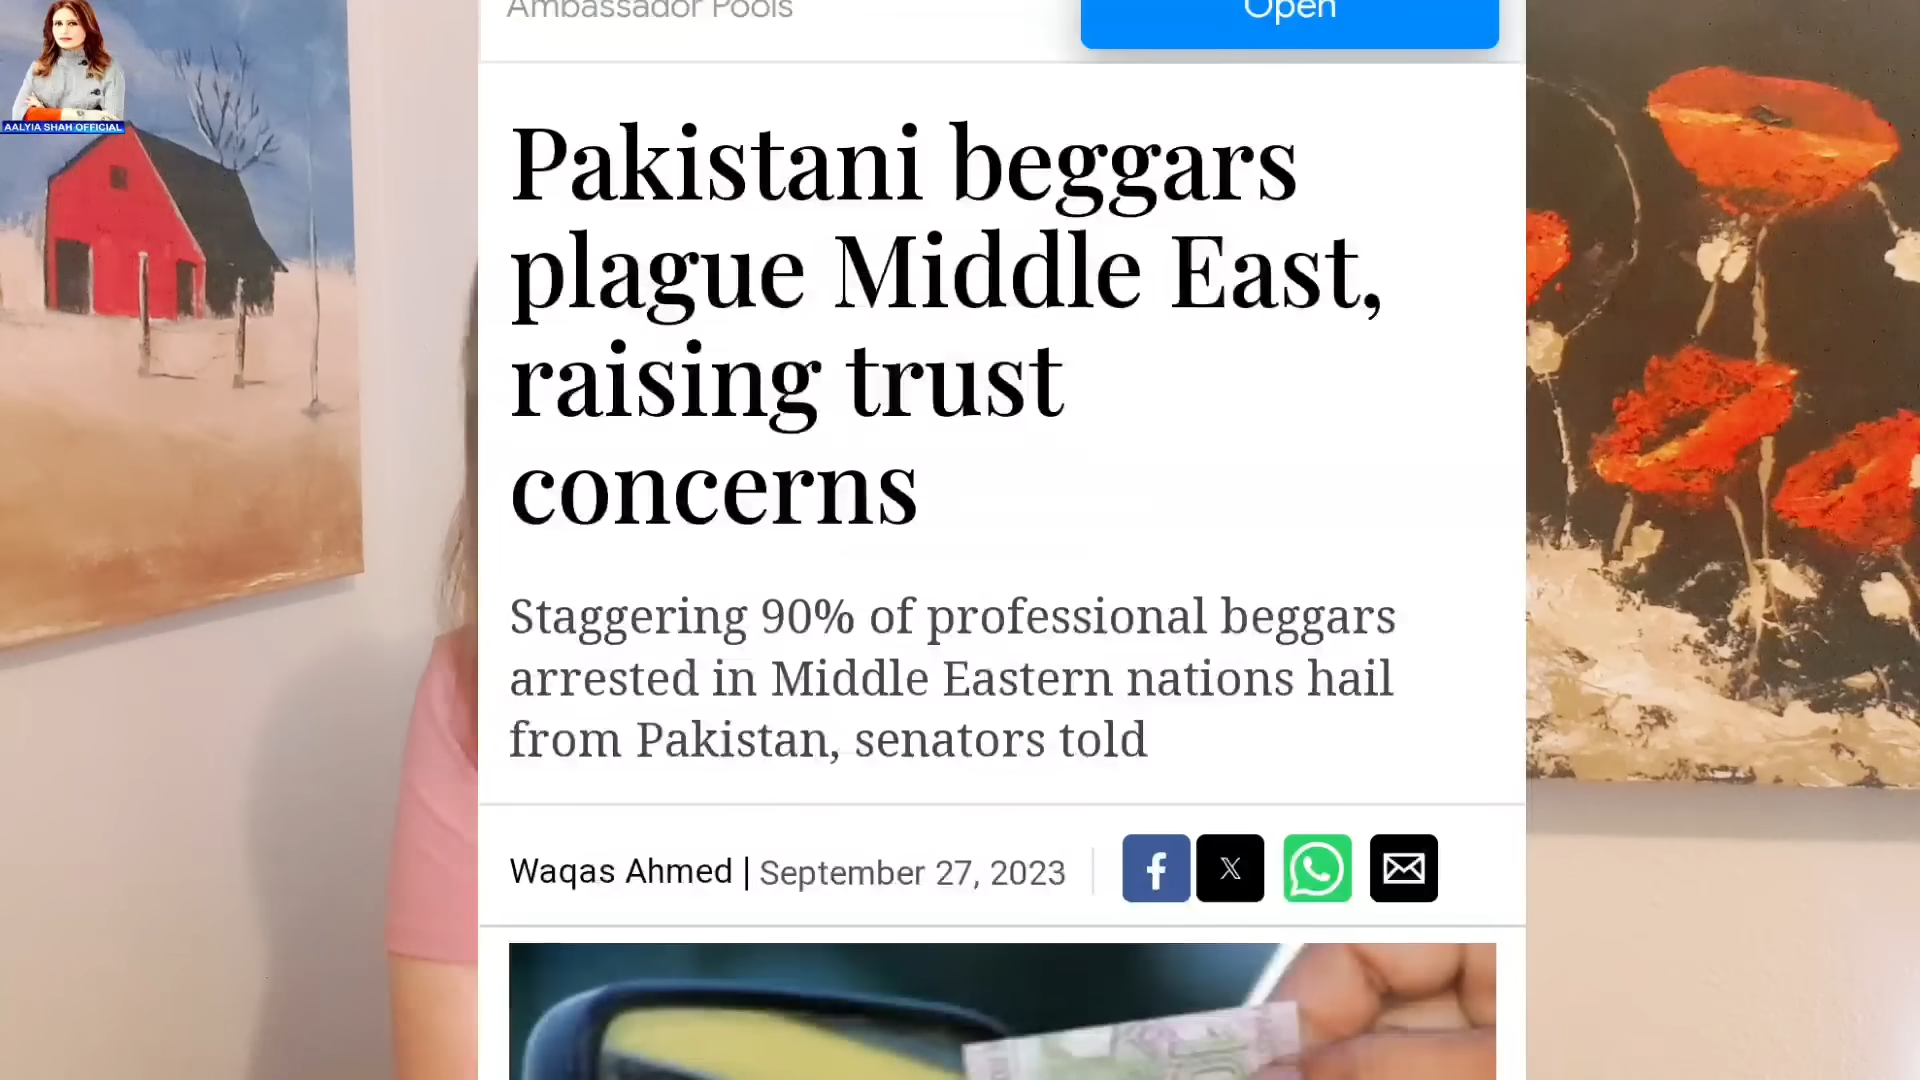 Ambassador Pools
Open
AALYIA SHAH OFFICIAL
Pakistani beggars
plague Middle East,
raising trust
concerns
Staggering 90% of professional beggars
arrested in Middle Eastern nations hail
from Pakistan, senators told
Waqas Ahmed | September 27, 2023